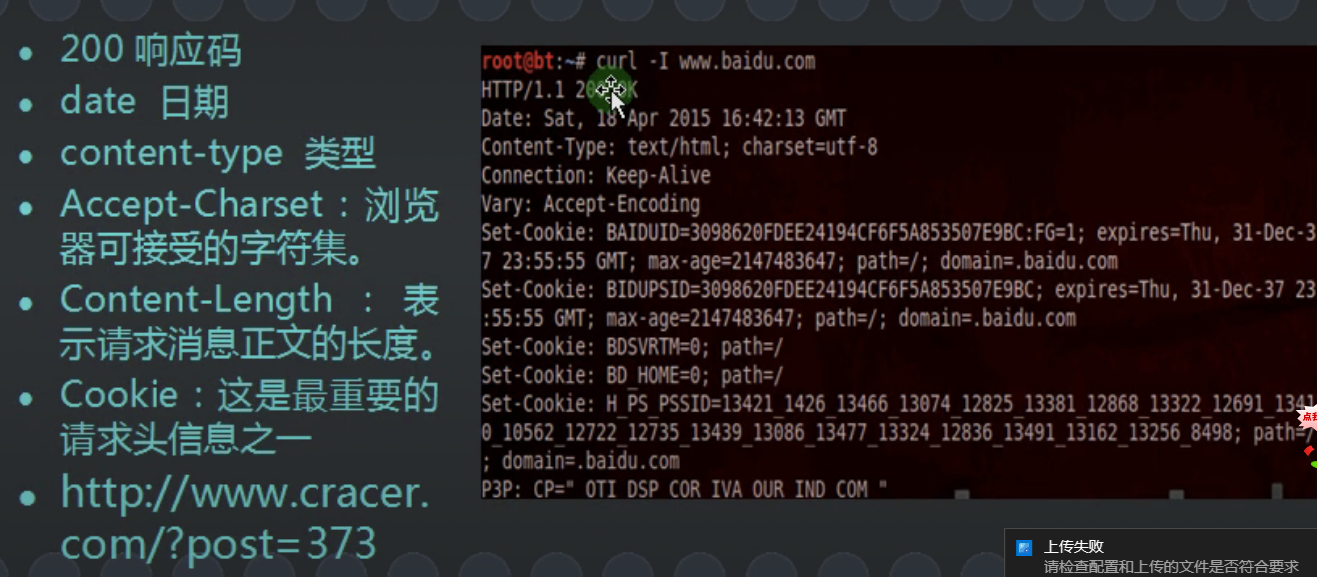 200 响应码
date 日期
content-type 类型
Accept-Charset：浏览
器可接受的字符集。
Content-Length ： 表
示请求消息正文的长度。
Cookie：这是最重要的
请求头信息之一
http://www.cracer.
com/?post=373
root@bt:~# curl -I www.baidu.com
HTTP/1.1 200 OK
Date: Sat, 18 Apr 2015 16:42:13 GMT
Content-Type: text/html; charset=utf-8
Connection: Keep-Alive
Vary: Accept-Encoding
Set-Cookie: BAIDUID=3098620FDEE24194CF6F5A853507E9BC:FG=1; expires=Thu, 31-Dec-3
7 23:55:55 GMT; max-age=2147483647; path=/; domain=.baidu.com
Set-Cookie: BIDUPSID=3098620FDEE24194CF6F5A853507E9BC; expires=Thu, 31-Dec-37 23
:55:55 GMT; max-age=2147483647; path=/; domain=.baidu.com
Set-Cookie: BDSVRTM=0; path=/
Set-Cookie: BD_HOME=0; path=/
Set-Cookie: H_PS_PSSID=13421_1426_13466_13074_12825_13381_12868_13322_12691_1341
0_10562_12722_12735_13439_13086_13477_13324_12836_13491_13162_13256_8498; path=/
; domain=.baidu.com
P3P: CP=" OTI DSP COR IVA OUR IND COM "
上传失败
请检查配置和上传的文件是否符合要求